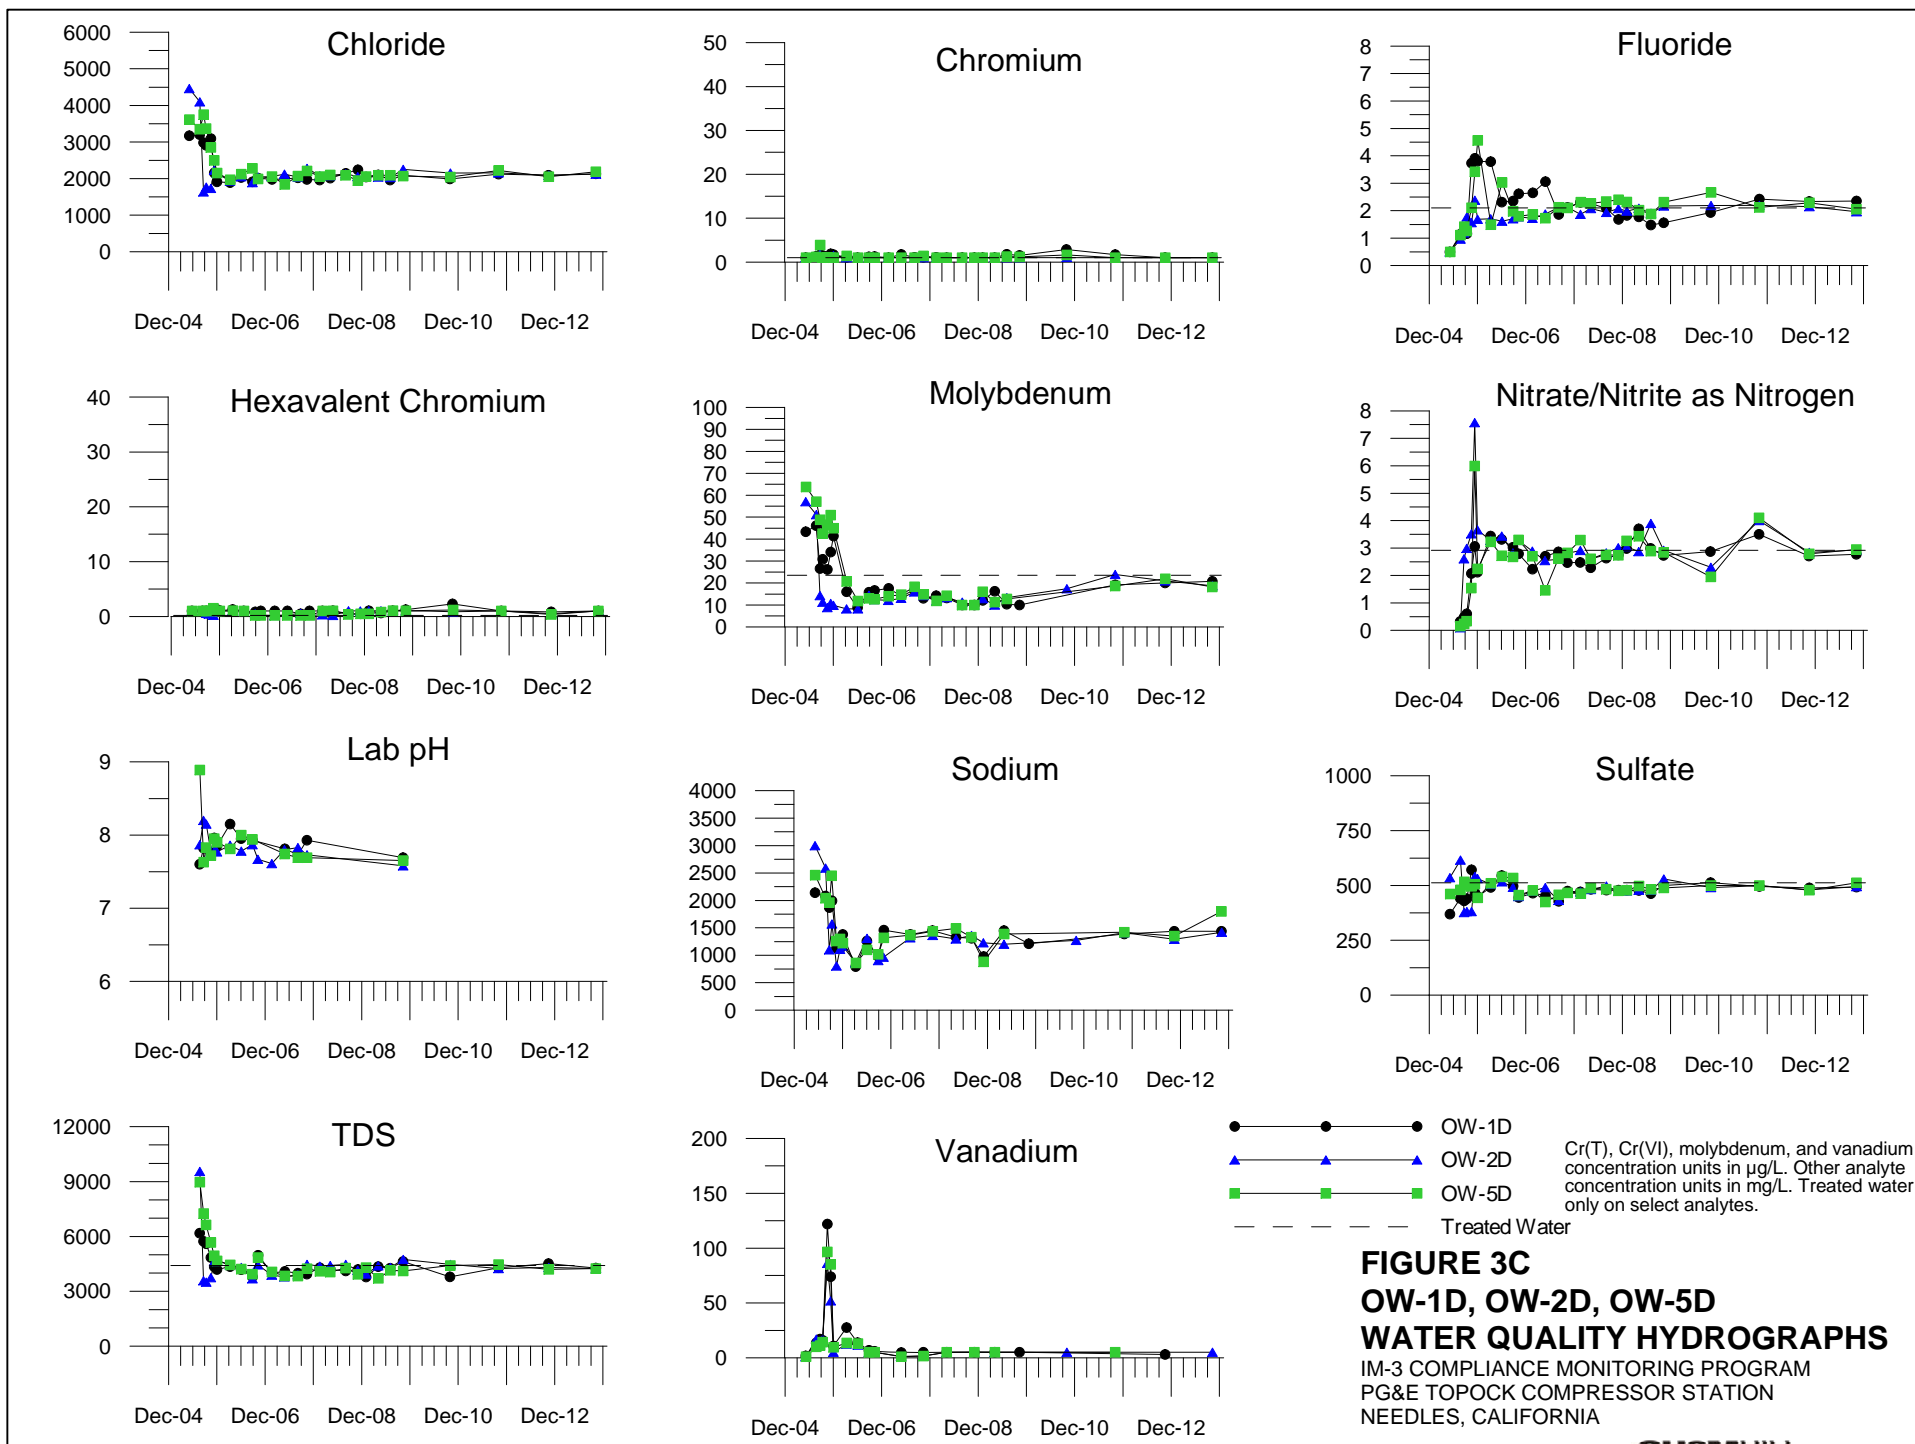 Chloride
6000
5000
4000
3000
2000
1000
0
Dec-04 Dec-06 Dec-08 Dec-10 Dec-12
Chromium
50
40
30
20
10
0
Dec-04 Dec-06 Dec-08 Dec-10 Dec-12
Fluoride
8
7
6
5
4
3
2
1
0
Dec-04 Dec-06 Dec-08 Dec-10 Dec-12
Hexavalent Chromium
40
30
20
10
0
Dec-04 Dec-06 Dec-08 Dec-10 Dec-12
Molybdenum
100
90
80
70
60
50
40
30
20
10
0
Dec-04 Dec-06 Dec-08 Dec-10 Dec-12
Nitrate/Nitrite as Nitrogen
8
7
6
5
4
3
2
1
0
Dec-04 Dec-06 Dec-08 Dec-10 Dec-12
Lab pH
9
8
7
6
Dec-04 Dec-06 Dec-08 Dec-10 Dec-12
Sodium
4000
3500
3000
2500
2000
1500
1000
500
0
Dec-04 Dec-06 Dec-08 Dec-10 Dec-12
Sulfate
1000
750
500
250
0
Dec-04 Dec-06 Dec-08 Dec-10 Dec-12
TDS
12000
9000
6000
3000
0
Dec-04 Dec-06 Dec-08 Dec-10 Dec-12
Vanadium
200
150
100
50
0
Dec-04 Dec-06 Dec-08 Dec-10 Dec-12
OW-1D
OW-2D
OW-5D
Treated Water
Cr(T), Cr(VI), molybdenum, and vanadium
concentration units in µg/L. Other analyte
concentration units in mg/L. Treated water
only on select analytes.
FIGURE 3C
OW-1D, OW-2D, OW-5D
WATER QUALITY HYDROGRAPHS
IM-3 COMPLIANCE MONITORING PROGRAM
PG&E TOPOCK COMPRESSOR STATION
NEEDLES, CALIFORNIA